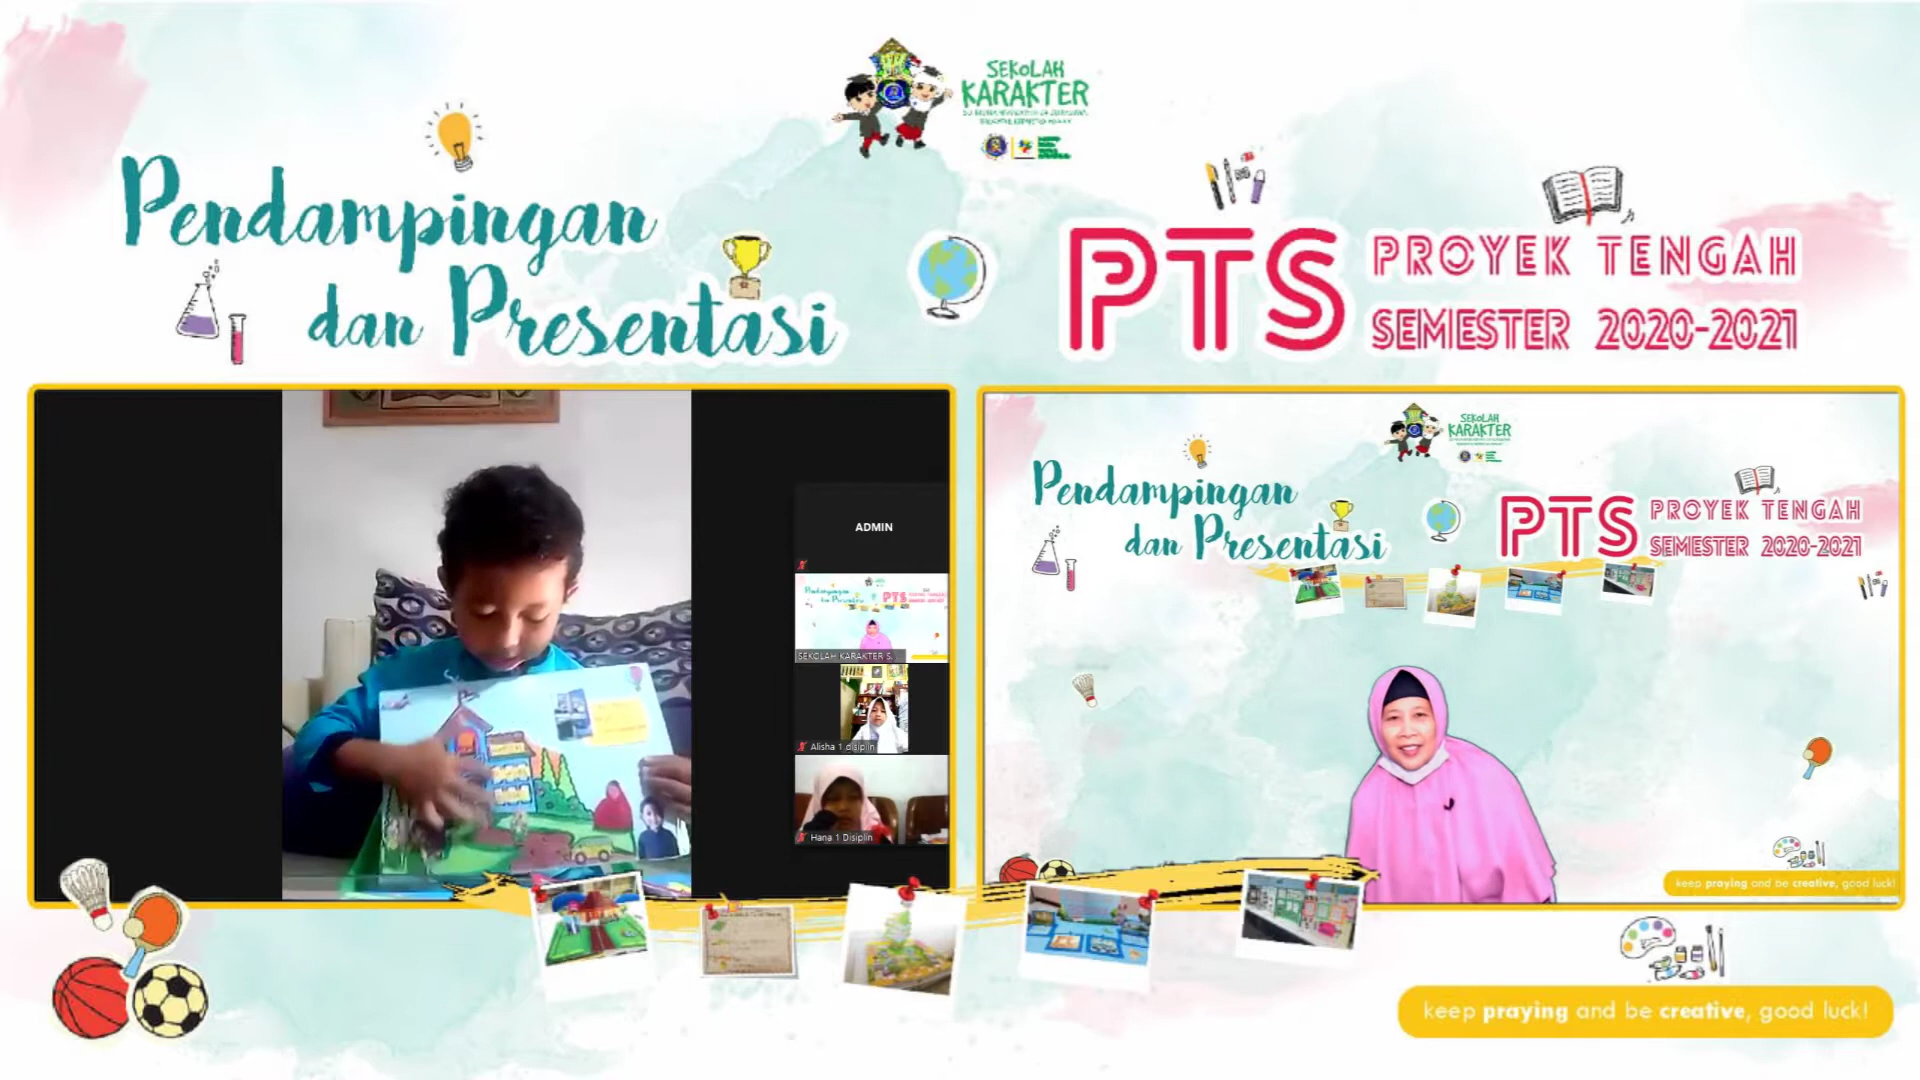 SEKOLAH
KARAKTER
Pendampingan
dan Presentasi
PTS
PROYEK TENGAH
SEMESTER 2020-2021
ADMIN
SEKOLAH KARAKTER S.
Alisha 1 disiplin
Hana 1 Disiplin
SEKOLAH
KARAKTER
Pendampingan
dan Presentasi
PTS
PROYEK TENGAH
SEMESTER 2020-2021
keep praying and be creative, good luck!
keep praying and be creative, good luck!